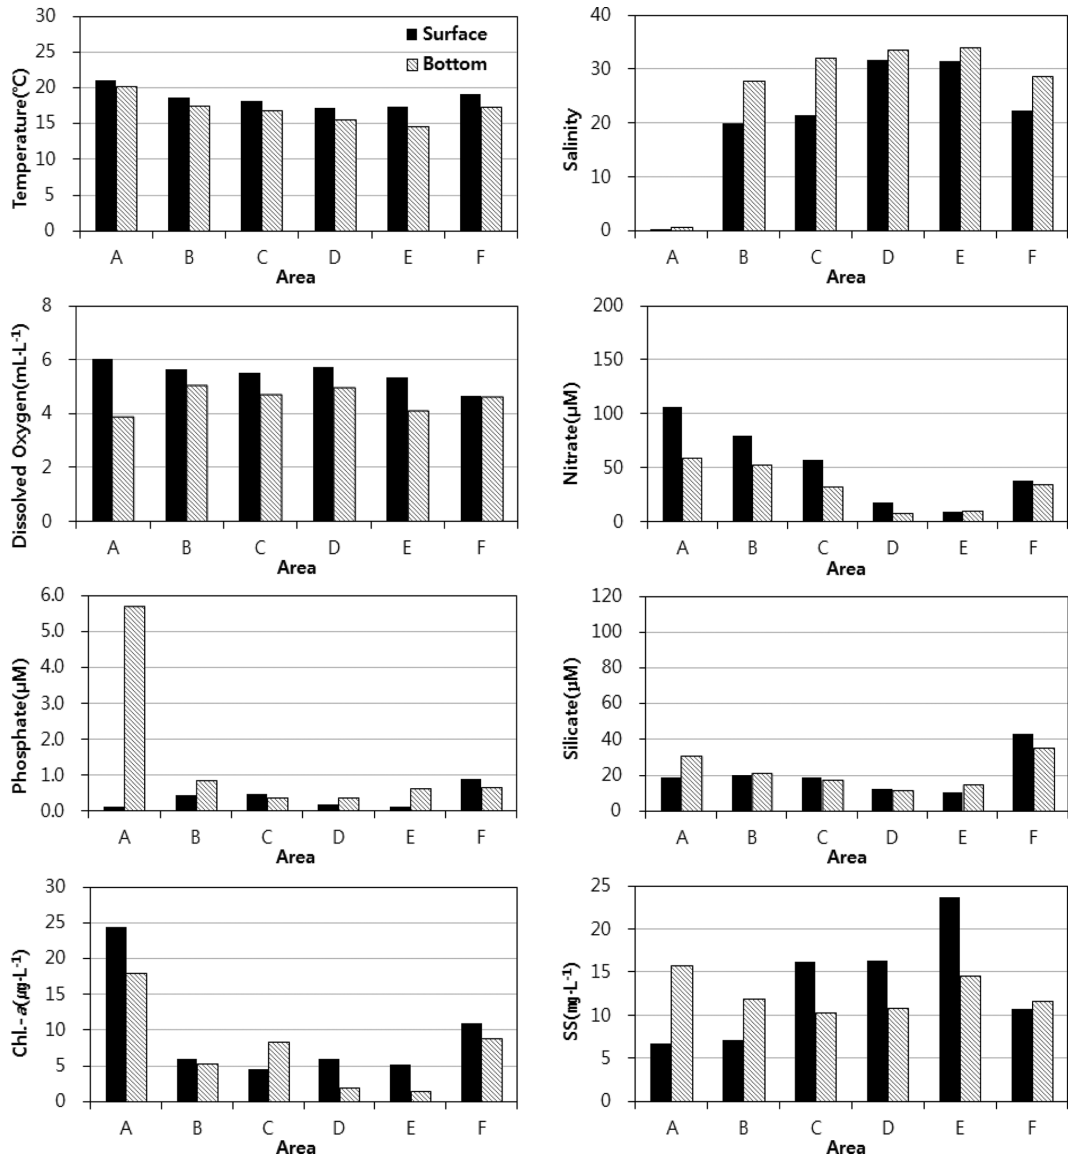 Temperature(℃)
30
25
20
15
10
5
0
Surface
Bottom
A B C D E F
Area
Salinity
40
30
20
10
0
A B C D E F
Area
Dissolved Oxygen(mL·L⁻¹)
8
6
4
2
0
A B C D E F
Area
Nitrate(μM)
200
150
100
50
0
A B C D E F
Area
Phosphate(μM)
6.0
5.0
4.0
3.0
2.0
1.0
0.0
A B C D E F
Area
Silicate(μM)
120
100
80
60
40
20
0
A B C D E F
Area
Chl.-a(㎍·L⁻¹)
30
25
20
15
10
5
0
A B C D E F
Area
SS(㎎·L⁻¹)
25
20
15
10
5
0
A B C D E F
Area